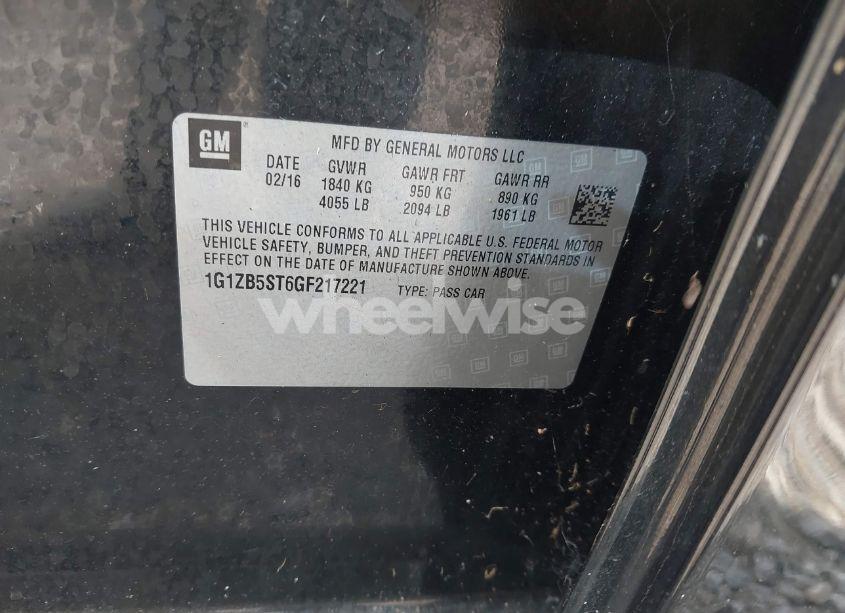 GM
MFD BY GENERAL MOTORS LLC
DATE GVWR GAWR FRT GAWR RR
02/16 1840 KG 950 KG 890 KG
4055 LB 2094 LB 1961 LB
THIS VEHICLE CONFORMS TO ALL APPLICABLE U.S. FEDERAL MOTOR
VEHICLE SAFETY, BUMPER, AND THEFT PREVENTION STANDARDS IN
EFFECT ON THE DATE OF MANUFACTURE SHOWN ABOVE.
1G1ZB5ST6GF217221 TYPE: PASS CAR
wheelwise